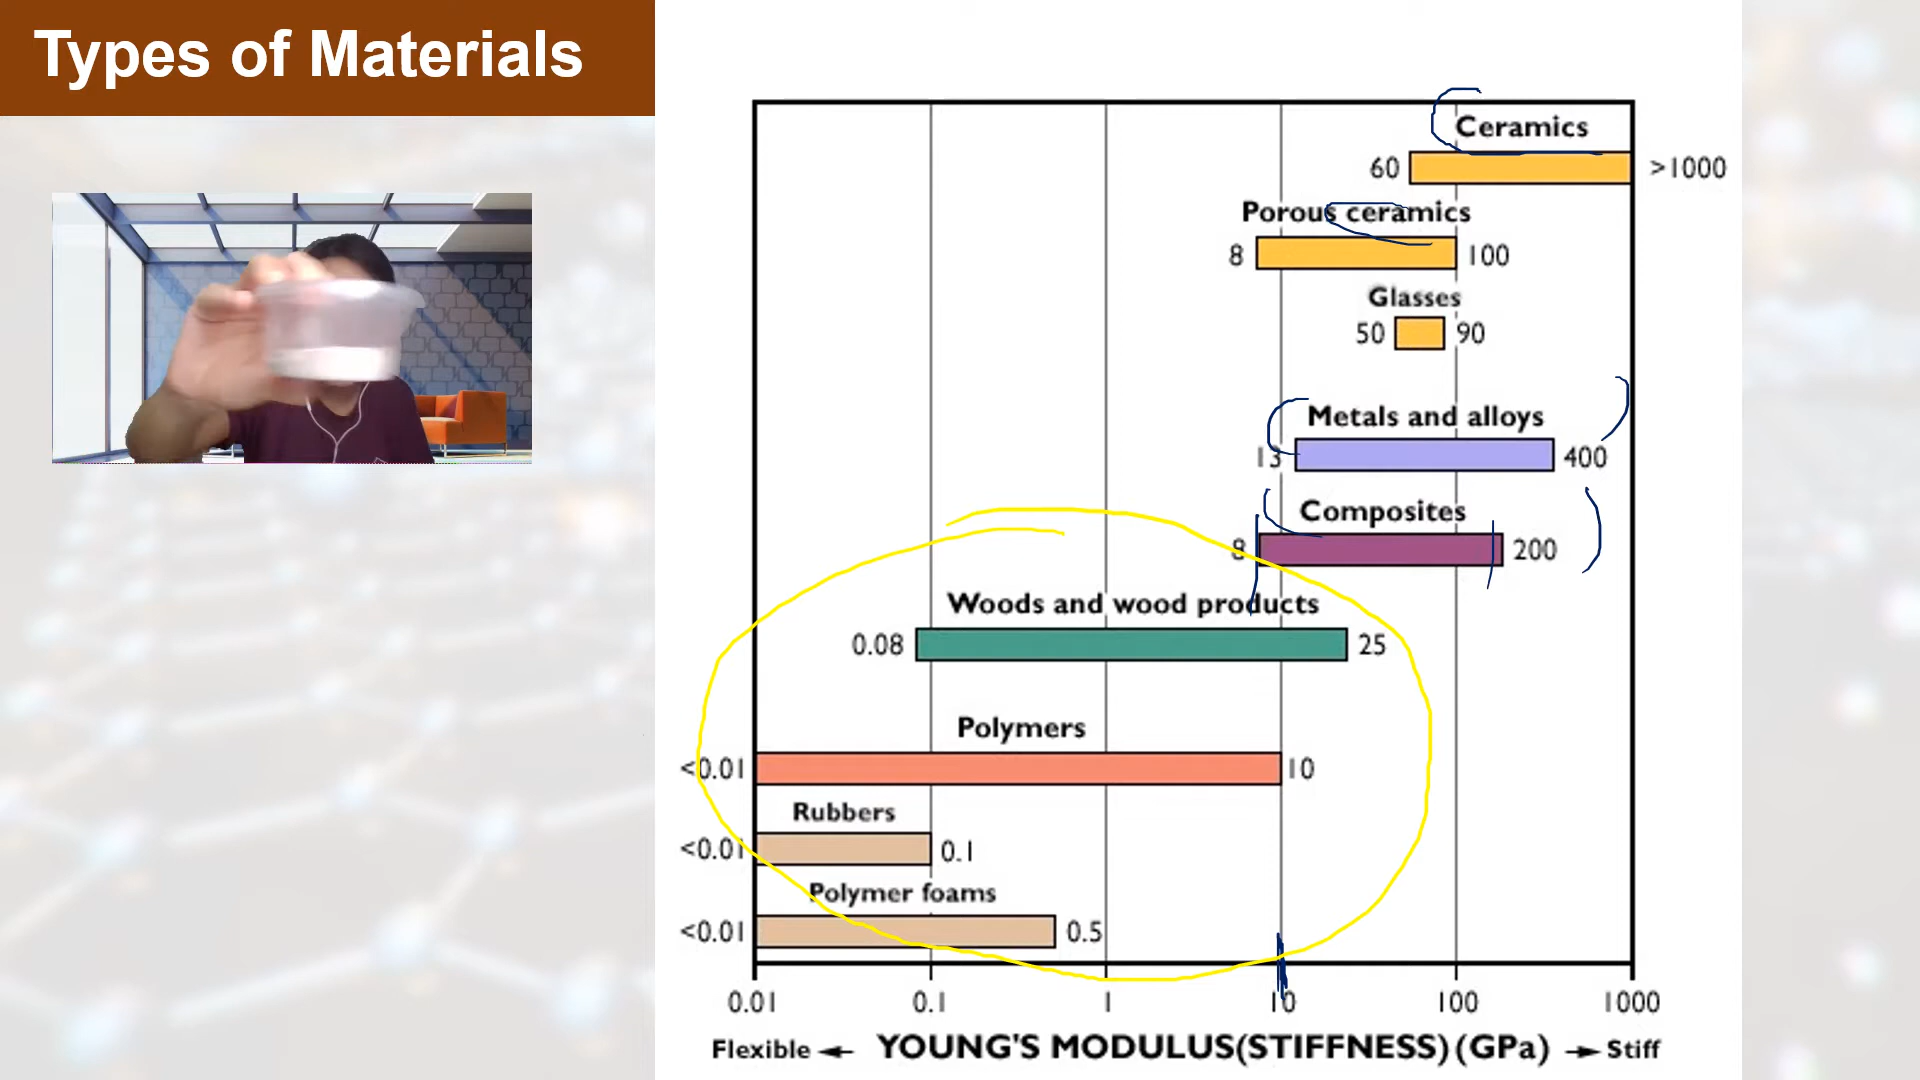 Types of Materials
Ceramics
60 >1000
Porous ceramics
8 100
Glasses
50 90
Metals and alloys
13 400
Composites
8 200
Woods and wood products
0.08 25
Polymers
<0.01 10
Rubbers
<0.01 0.1
Polymer foams
<0.01 0.5
0.01 0.1 1 10 100 1000
Flexible ← YOUNG'S MODULUS(STIFFNESS)(GPa) → Stiff